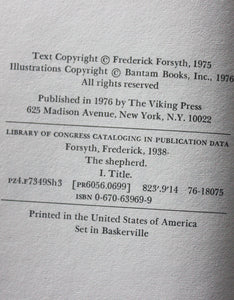 Text Copyright © Frederick Forsyth, 1975
Illustrations Copyright © Bantam Books, Inc., 1976
All rights reserved
Published in 1976 by The Viking Press
625 Madison Avenue, New York, N.Y. 10022
LIBRARY OF CONGRESS CATALOGING IN PUBLICATION DATA
Forsyth, Frederick, 1938-
The shepherd.
I. Title.
PZ4.F7349Sh3 [PR6056.O699] 823'.9'14 76-18075
ISBN 0-670-63969-9
Printed in the United States of America
Set in Baskerville